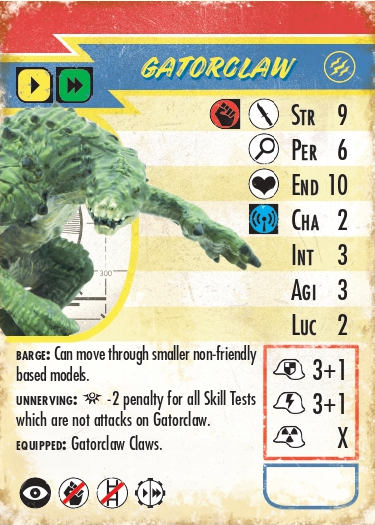 GATORCLAW
STR 9
PER 6
END 10
CHA 2
INT 3
AGI 3
LUC 2
300
BARGE: Can move through smaller non-friendly
based models.
UNNERVING: -2 penalty for all Skill Tests
which are not attacks on Gatorclaw.
EQUIPPED: Gatorclaw Claws.
3+1
3+1
X